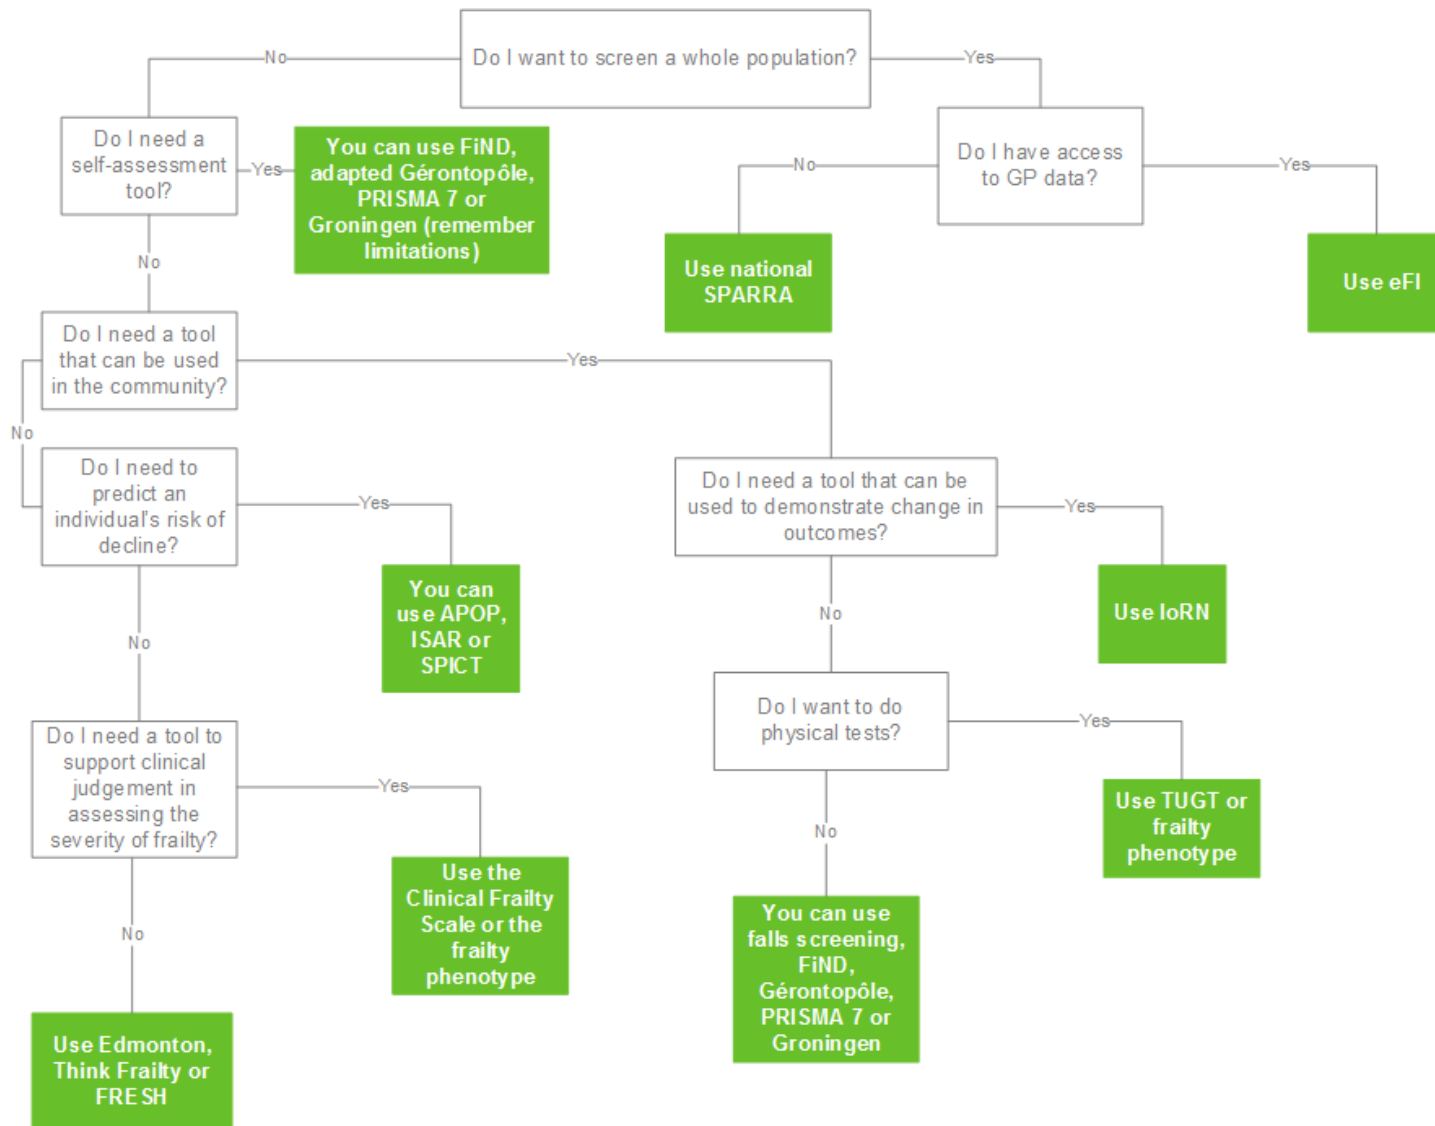 Do I want to screen a whole population?
No
Yes
Do I need a
self-assessment
tool?
Yes
You can use FiND,
adapted Gérontopôle,
PRISMA 7 or
Groningen (remember
limitations)
Do I have access
to GP data?
No
Yes
Use national
SPARRA
Use eFI
No
Do I need a tool
that can be used
in the community?
Yes
No
Do I need to
predict an
individual's risk of
decline?
Yes
You can
use APOP,
ISAR or
SPICT
Do I need a tool that can be
used to demonstrate change in
outcomes?
Yes
Use IoRN
No
No
Do I want to do
physical tests?
Yes
Use TUGT or
frailty
phenotype
Do I need a tool to
support clinical
judgement in
assessing the
severity of frailty?
Yes
Use the
Clinical Frailty
Scale or the
frailty
phenotype
No
You can use
falls screening,
FiND,
Gérontopôle,
PRISMA 7 or
Groningen
No
Use Edmonton,
Think Frailty or
FRESH